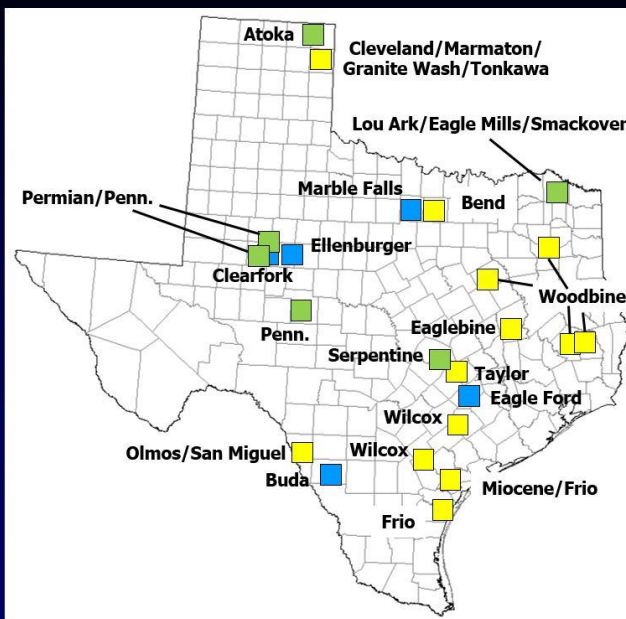 Atoka
Cleveland/Marmaton/
Granite Wash/Tonkawa
Lou Ark/Eagle Mills/Smackover
Marble Falls
Bend
Permian/Penn.
Ellenburger
Clearfork
Woodbine
Penn.
Eaglebine
Serpentine
Taylor
Eagle Ford
Wilcox
Olmos/San Miguel
Wilcox
Buda
Miocene/Frio
Frio